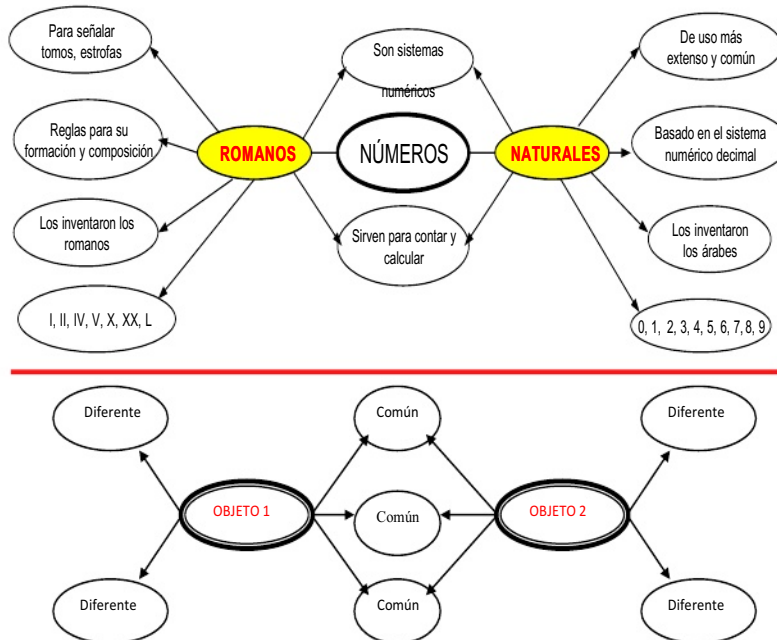 Para señalar
tomos, estrofas
Son sistemas
numéricos
De uso más
extenso y común
Reglas para su
formación y composición
ROMANOS
NÚMEROS
NATURALES
Basado en el sistema
numérico decimal
Los inventaron los
romanos
Sirven para contar y
calcular
Los inventaron
los árabes
I, II, IV, V, X, XX, L
0, 1, 2, 3, 4, 5, 6, 7, 8, 9
Diferente
Común
Diferente
OBJETO 1
Común
OBJETO 2
Diferente
Común
Diferente